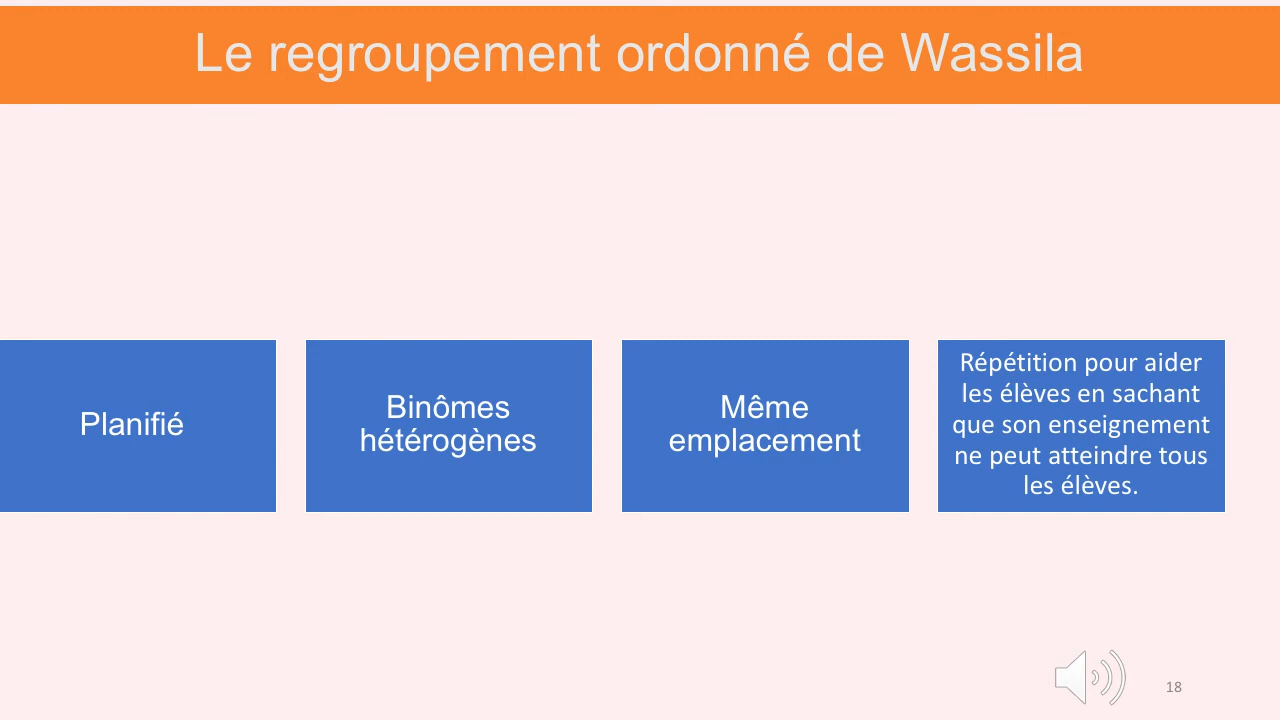 Le regroupement ordonné de Wassila
Planifié
Binômes
hétérogènes
Même
emplacement
Répétition pour aider
les élèves en sachant
que son enseignement
ne peut atteindre tous
les élèves.
18